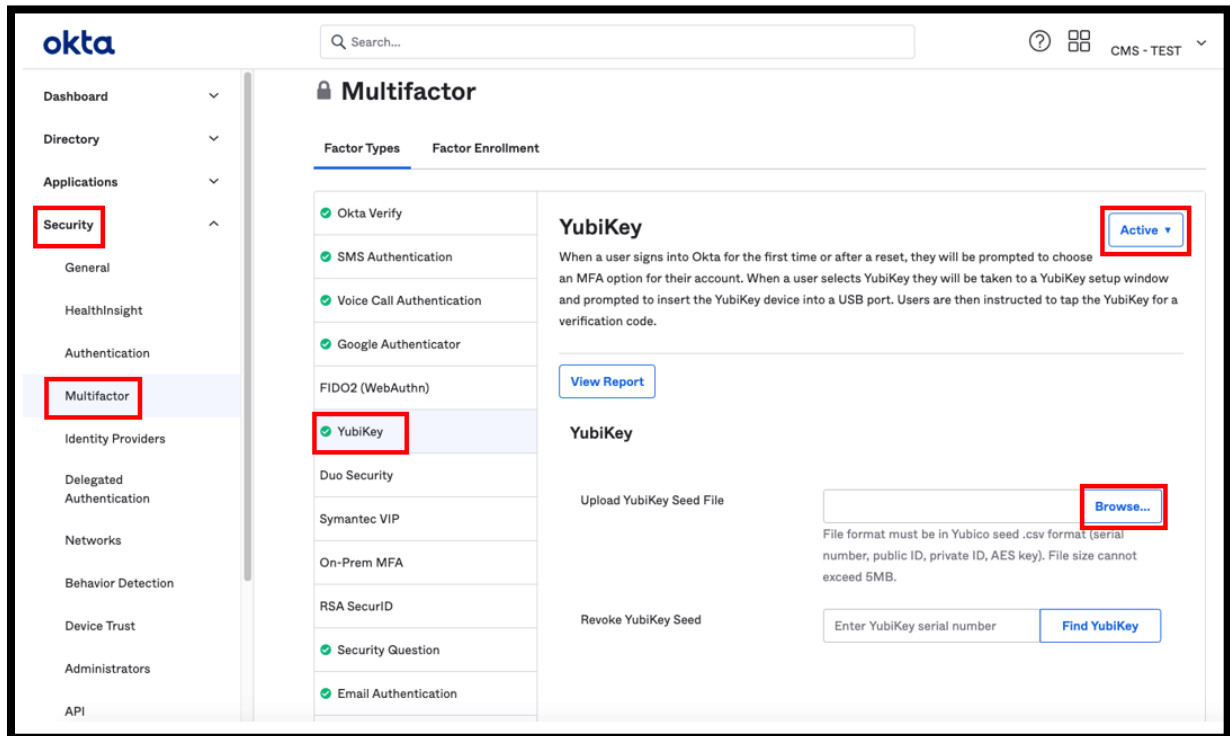 okta
Search...
CMS - TEST
Dashboard
Directory
Applications
Security
General
HealthInsight
Authentication
Multifactor
Identity Providers
Delegated
Authentication
Networks
Behavior Detection
Device Trust
Administrators
API
Multifactor
Factor Types
Factor Enrollment
Okta Verify
SMS Authentication
Voice Call Authentication
Google Authenticator
FIDO2 (WebAuthn)
YubiKey
Duo Security
Symantec VIP
On-Prem MFA
RSA SecurID
Security Question
Email Authentication
YubiKey
Active
When a user signs into Okta for the first time or after a reset, they will be prompted to choose
an MFA option for their account. When a user selects YubiKey they will be taken to a YubiKey setup window
and prompted to insert the YubiKey device into a USB port. Users are then instructed to tap the YubiKey for a
verification code.
View Report
YubiKey
Upload YubiKey Seed File
Browse...
File format must be in Yubico seed .csv format (serial
number, public ID, private ID, AES key). File size cannot
exceed 5MB.
Revoke YubiKey Seed
Enter YubiKey serial number
Find YubiKey